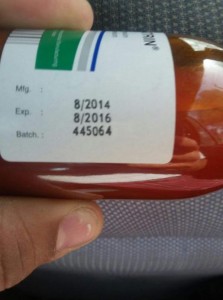 Mfg. : 8/2014
Exp. : 8/2016
Batch. : 445064